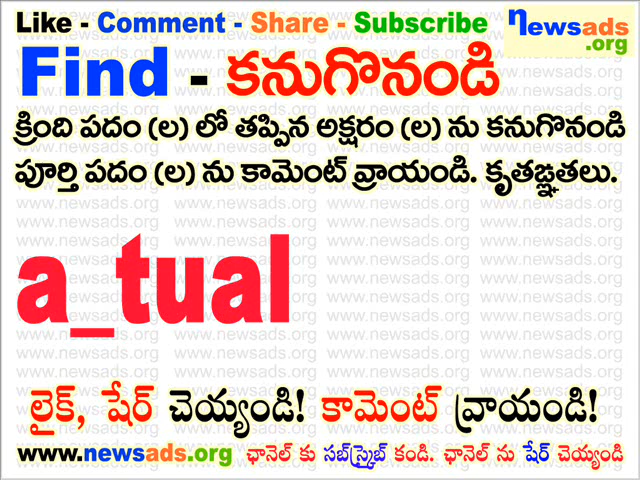 Like - Comment - Share - Subscribe
newsads
.org
Find - కనుగొనండి
క్రింది పదం (ల) లో తప్పిన అక్షరం (ల) ను కనుగొనండి
పూర్తి పదం (ల) ను కామెంట్ వ్రాయండి. కృతఙ్ఞతలు.
a_tual
లైక్, షేర్ చెయ్యండి! కామెంట్ వ్రాయండి!
www.newsads.org ఛానెల్ కు సబ్‌స్క్రైబ్ కండి. ఛానెల్ ను షేర్ చెయ్యండి